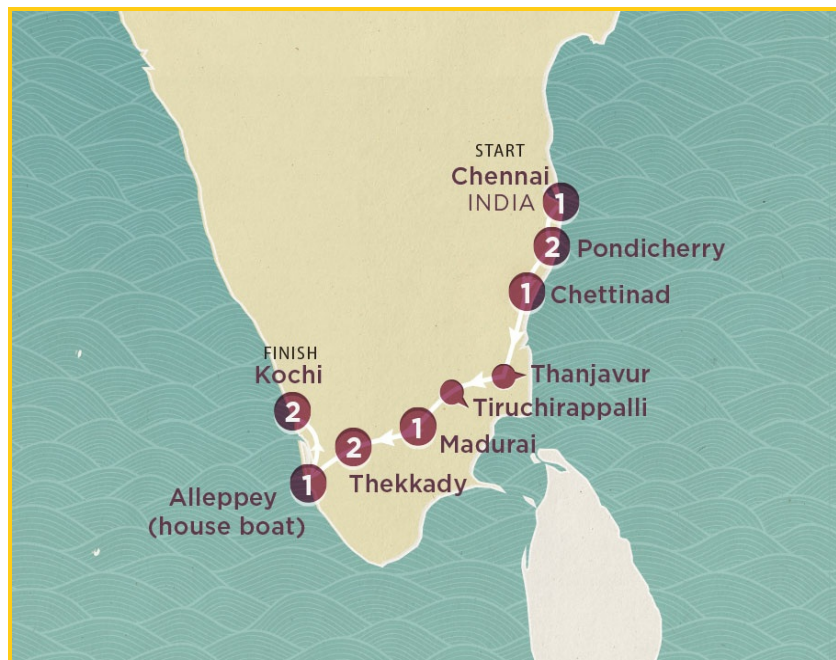 START
Chennai
INDIA
1
2
Pondicherry
1
Chettinad
Thanjavur
Tiruchirappalli
1
Madurai
2
Thekkady
1
Alleppey
(house boat)
FINISH
Kochi
2